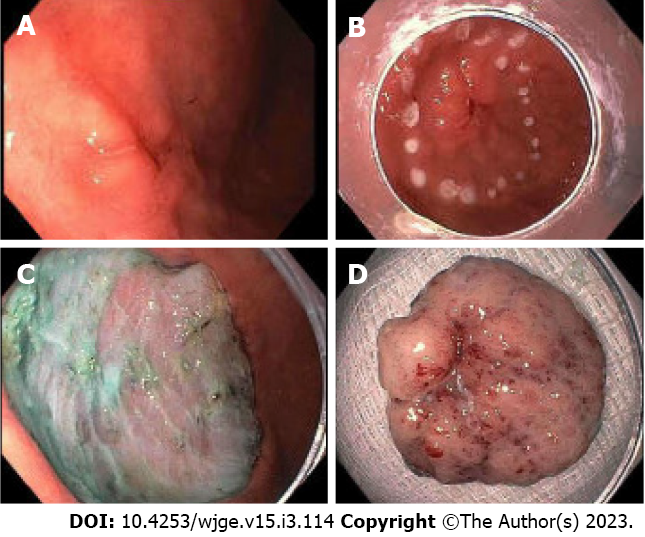 A
B
C
D
DOI: 10.4253/wjge.v15.i3.114 Copyright ©The Author(s) 2023.